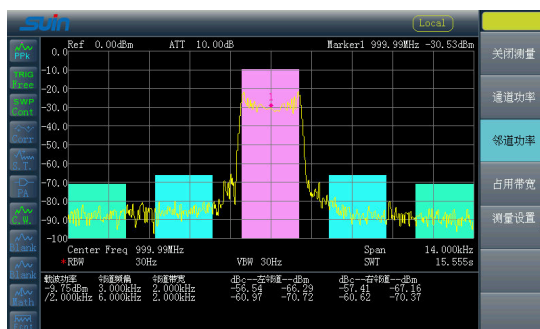 suin
Local
Ref 0.00dBm ATT 10.00dB Marker1 999.99MHz -30.53dBm
0.0
-10.0
-20.0
-30.0
-40.0
-50.0
-60.0
-70.0
-80.0
-90.0
-100
PPK
TRIG
Free
SWP
Cont
Corr
S.T.
PA
C.W.
Blank
Blank
Math
关闭测量
通道功率
邻道功率
占用带宽
测量设置
Center Freq 999.99MHz Span 14.000kHz
*RBW 30Hz VBW 30Hz SWT 15.555s
载波功率 邻道频偏 邻道带宽 dBc--左邻道--dBm dBc--右邻道--dBm
-9.75dBm 3.000kHz 2.000kHz -56.54 -66.29 -57.41 -67.16
/2.000kHz 6.000kHz 2.000kHz -60.97 -70.72 -60.62 -70.37